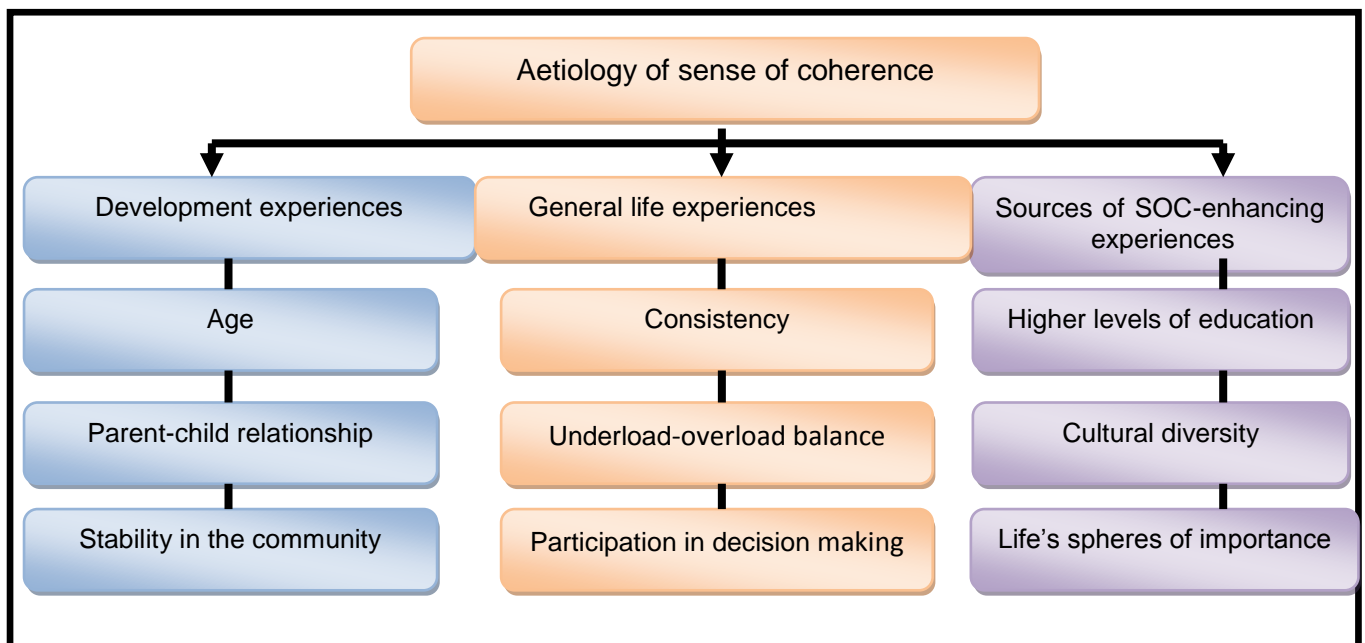 Aetiology of sense of coherence
Development experiences
General life experiences
Sources of SOC-enhancing
experiences
Age
Consistency
Higher levels of education
Parent-child relationship
Underload-overload balance
Cultural diversity
Stability in the community
Participation in decision making
Life's spheres of importance